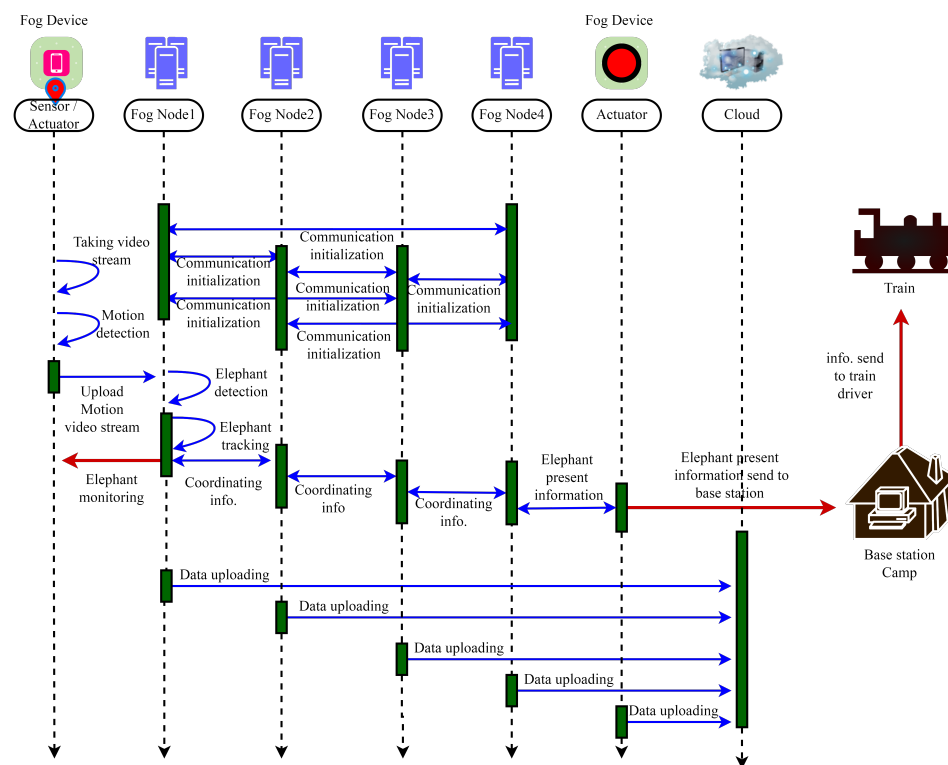 Fog Device
Fog Device
Sensor /
Actuator
Fog Node1
Fog Node2
Fog Node3
Fog Node4
Actuator
Cloud
Taking video
stream
Communication
initialization
Communication
initialization
Communication
initialization
Communication
initialization
Communication
initialization
Communication
initialization
Motion
detection
Train
info. send
to train
driver
Upload
Motion
video stream
Elephant
detection
Elephant
tracking
Elephant
monitoring
Coordinating
info.
Coordinating
info
Coordinating
info.
Elephant
present
information
Elephant present
information send to
base station
Base station
Camp
Data uploading
Data uploading
Data uploading
Data uploading
Data uploading